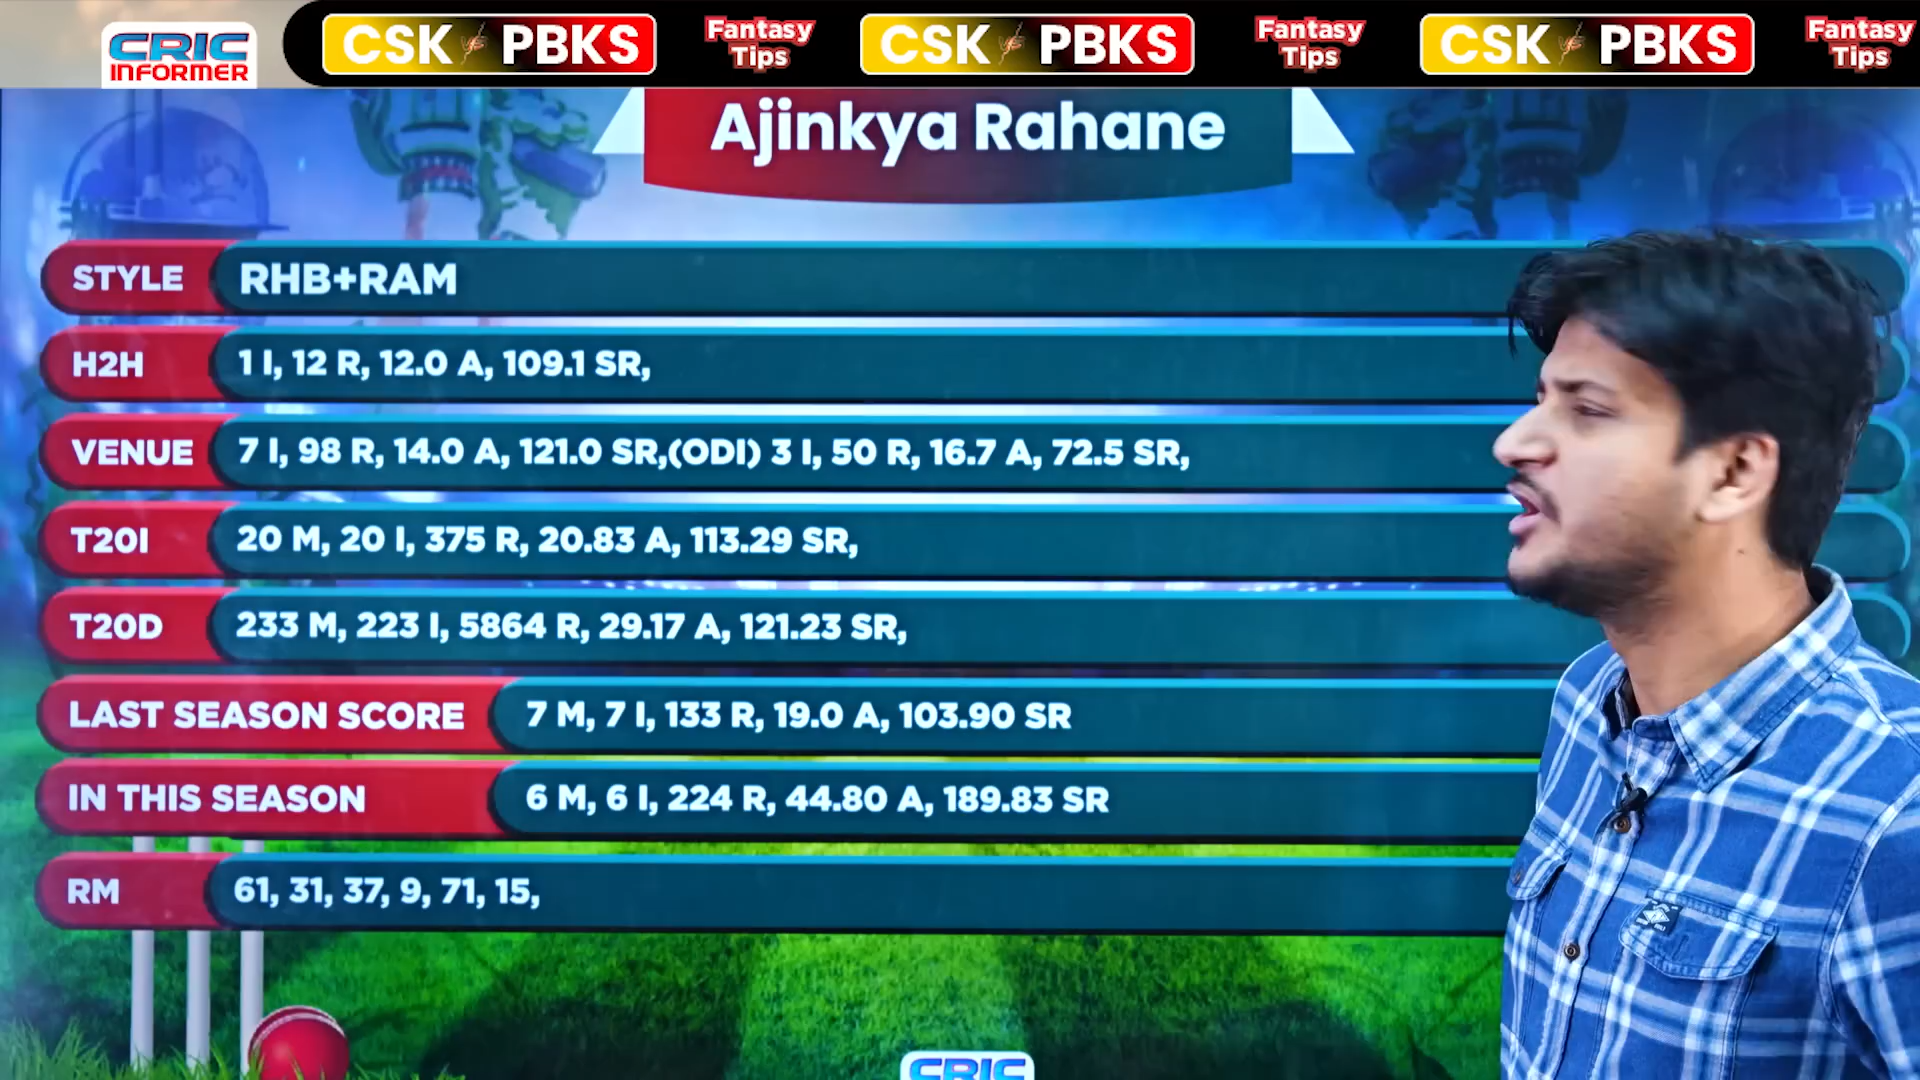 CRIC
INFORMER
CSK vs PBKS
Fantasy
Tips
CSK vs PBKS
Fantasy
Tips
CSK vs PBKS
Fantasy
Tips
Ajinkya Rahane
STYLE RHB+RAM
H2H 1 I, 12 R, 12.0 A, 109.1 SR,
VENUE 7 I, 98 R, 14.0 A, 121.0 SR,(ODI) 3 I, 50 R, 16.7 A, 72.5 SR,
T20I 20 M, 20 I, 375 R, 20.83 A, 113.29 SR,
T20D 233 M, 223 I, 5864 R, 29.17 A, 121.23 SR,
LAST SEASON SCORE 7 M, 7 I, 133 R, 19.0 A, 103.90 SR
IN THIS SEASON 6 M, 6 I, 224 R, 44.80 A, 189.83 SR
RM 61, 31, 37, 9, 71, 15,
CRIC